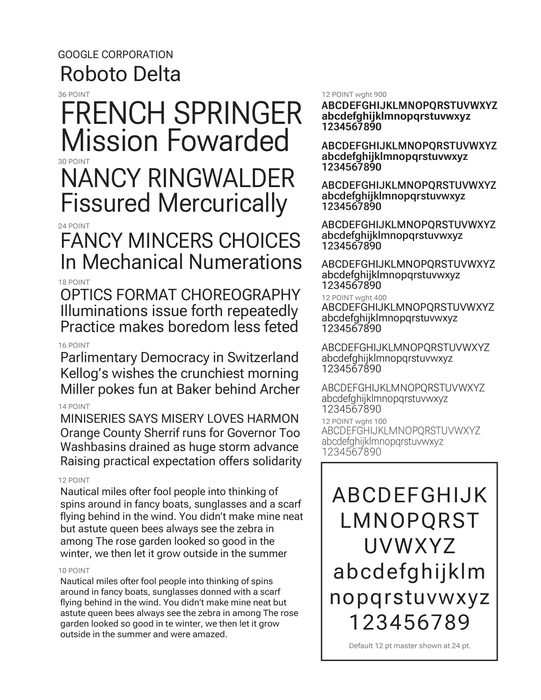 GOOGLE CORPORATION
Roboto Delta
36 POINT
FRENCH SPRINGER
Mission Fowarded
30 POINT
NANCY RINGWALDER
Fissured Mercurically
24 POINT
FANCY MINCERS CHOICES
In Mechanical Numerations
18 POINT
OPTICS FORMAT CHOREOGRAPHY
Illuminations issue forth repeatedly
Practice makes boredom less feted
16 POINT
Parlimentary Democracy in Switzerland
Kellog's wishes the crunchiest morning
Miller pokes fun at Baker behind Archer
14 POINT
MINISERIES SAYS MISERY LOVES HARMON
Orange County Sherrif runs for Governor Too
Washbasins drained as huge storm advance
Raising practical expectation offers solidarity
12 POINT
Nautical miles ofter fool people into thinking of
spins around in fancy boats, sunglasses and a scarf
flying behind in the wind. You didn't make mine neat
but astute queen bees always see the zebra in
among The rose garden looked so good in the
winter, we then let it grow outside in the summer
10 POINT
Nautical miles ofter fool people into thinking of spins
around in fancy boats, sunglasses donned with a scarf
flying behind in the wind. You didn't make mine neat but
astute queen bees always see the zebra in among The rose
garden looked so good in te winter, we then let it grow
outside in the summer and were amazed.
12 POINT wght 900
ABCDEFGHIJKLMNOPQRSTUVWXYZ
abcdefghijklmnopqrstuvwxyz
1234567890
ABCDEFGHIJKLMNOPQRSTUVWXYZ
abcdefghijklmnopqrstuvwxyz
1234567890
ABCDEFGHIJKLMNOPQRSTUVWXYZ
abcdefghijklmnopqrstuvwxyz
1234567890
ABCDEFGHIJKLMNOPQRSTUVWXYZ
abcdefghijklmnopqrstuvwxyz
1234567890
ABCDEFGHIJKLMNOPQRSTUVWXYZ
abcdefghijklmnopqrstuvwxyz
1234567890
12 POINT wght 400
ABCDEFGHIJKLMNOPQRSTUVWXYZ
abcdefghijklmnopqrstuvwxyz
1234567890
ABCDEFGHIJKLMNOPQRSTUVWXYZ
abcdefghijklmnopqrstuvwxyz
1234567890
ABCDEFGHIJKLMNOPQRSTUVWXYZ
abcdefghijklmnopqrstuvwxyz
1234567890
12 POINT wght 100
ABCDEFGHIJKLMNOPQRSTUVWXYZ
abcdefghijklmnopqrstuvwxyz
1234567890
ABCDEFGHIJK
LMNOPQRST
UVWXYZ
abcdefghijklm
nopqrstuvwxyz
123456789
Default 12 pt master shown at 24 pt.